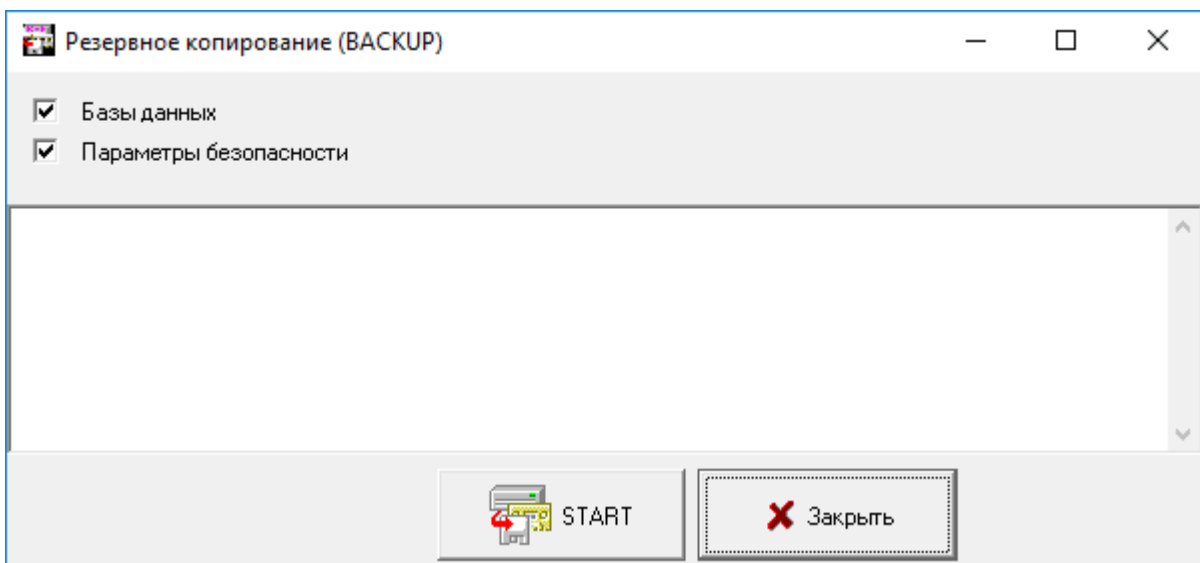 Резервное копирование (BACKUP)
Базы данных
Параметры безопасности
START
Закрыть